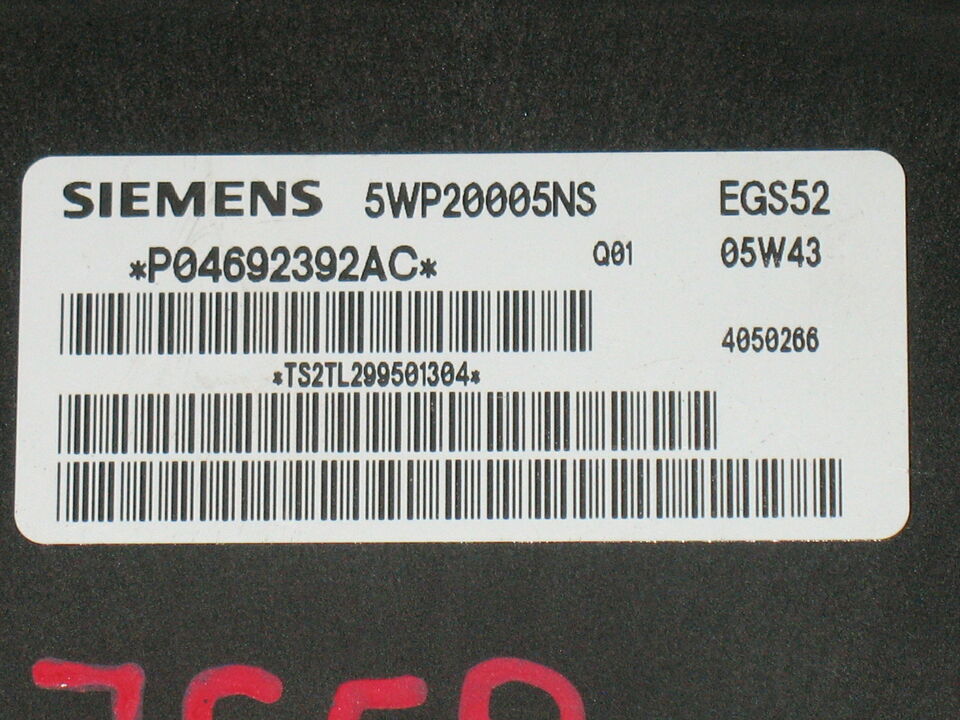 SIEMENS 5WP20005NS EGS52
*P04692392AC* Q01 05W43
4050266
*TS2TL299501304*